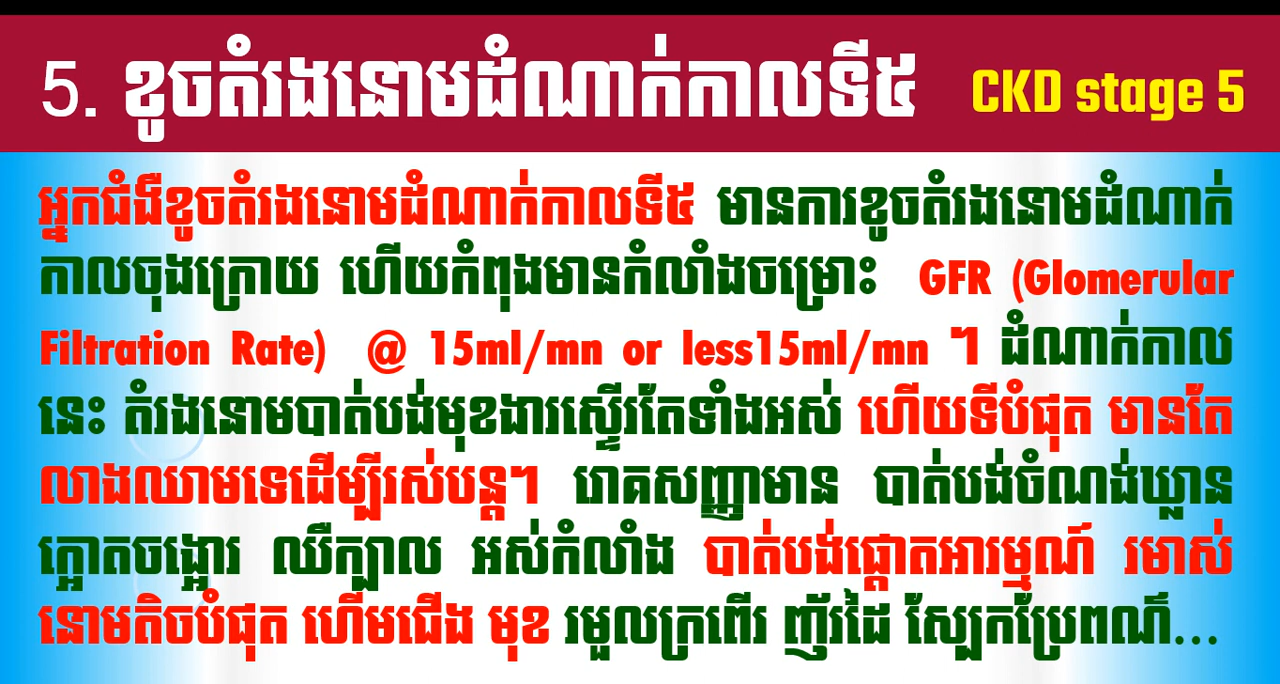 5. ខូចតំរងនោមដំណាក់កាលទី៥ CKD stage 5
អ្នកជំងឺខូចតំរងនោមដំណាក់កាលទី៥ មានការខូចតំរងនោមដំណាក់
កាលចុងក្រោយ ហើយកំពុងមានកំលាំងចម្រោះ GFR (Glomerular
Filtration Rate) @ 15ml/mn or less15ml/mn ។ ដំណាក់កាល
នេះ តំរងនោមបាត់បង់មុខងារស្ទើរតែទាំងអស់ ហើយទីបំផុត មានតែ
លាងឈាមទេដើម្បីរស់បន្ត។ រោគសញ្ញាមាន បាត់បង់ចំណង់ឃ្លាន
ក្អោតចង្អោរ ឈឺក្បាល អស់កំលាំង បាត់បង់ផ្តោតអារម្មណ៍ រមាស់
នោមតិចបំផុត ហើមជើង មុខ រមួលក្រពើរ ញ័រដៃ ស្បែកប្រែពណ៌...